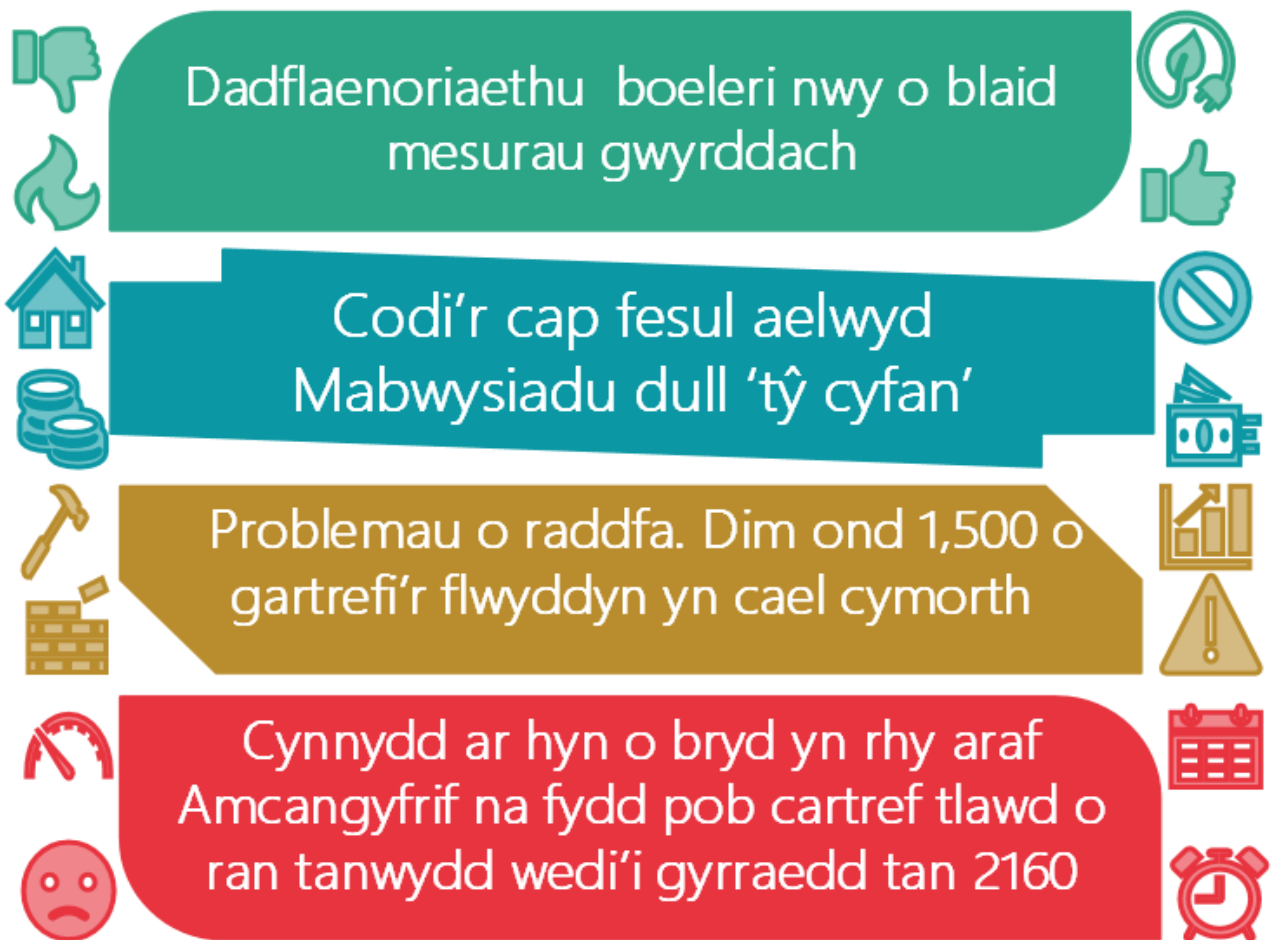 Dadflaenoriaethu boeleri nwy o blaid
mesurau gwyrddach
Codi'r cap fesul aelwyd
Mabwysiadu dull 'tŷ cyfan'
Problemau o raddfa. Dim ond 1,500 o
gartrefi'r flwyddyn yn cael cymorth
Cynnydd ar hyn o bryd yn rhy araf
Amcangyfrif na fydd pob cartref tlawd o
ran tanwydd wedi'i gyrraedd tan 2160